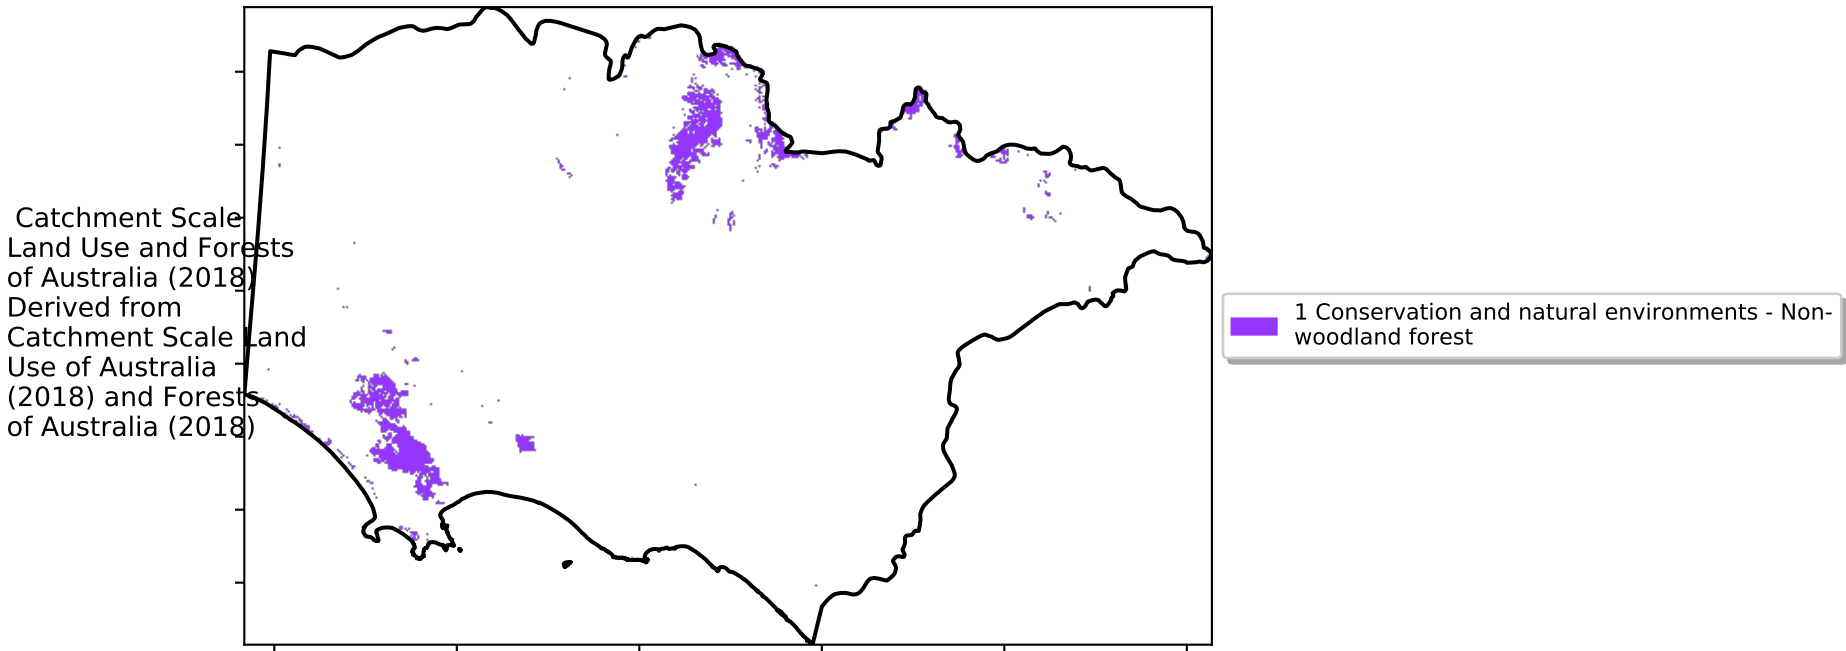 Catchment Scale
Land Use and Forests
of Australia (2018)
Derived from
Catchment Scale Land
Use of Australia
(2018) and Forests
of Australia (2018)
1 Conservation and natural environments - Non-
woodland forest